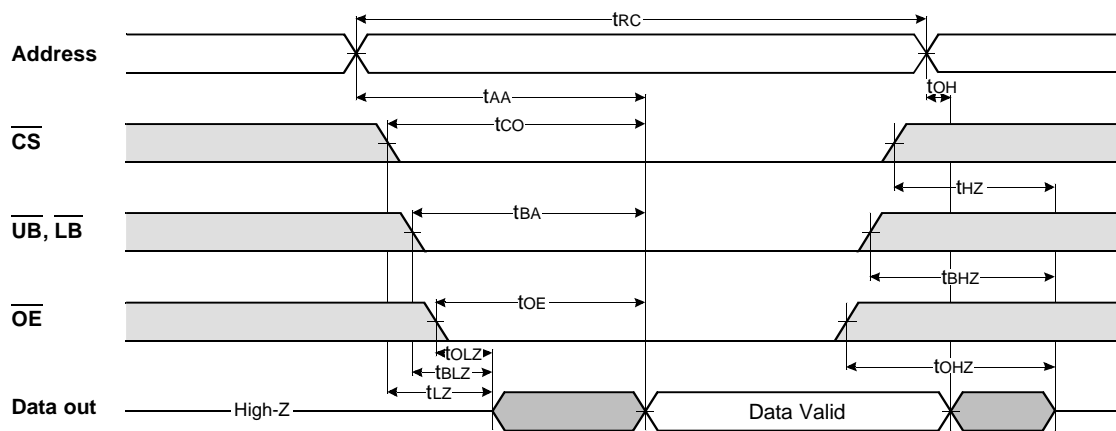 tRC
Address
tAA
tOH
tCO
CS
tHZ
tBA
UB, LB
tBHZ
tOE
OE
tOLZ
tOHZ
tBLZ
tLZ
Data out
High-Z
Data Valid